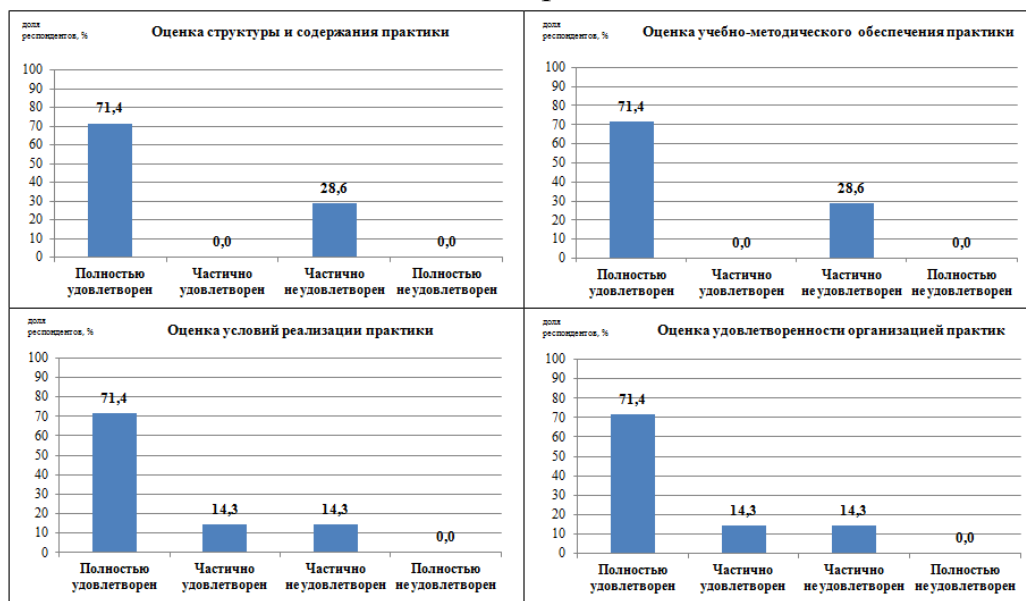 доля
респондентов, %
Оценка структуры и содержания практики
100
90
80
70
60
50
40
30
20
10
0
71,4
0,0
28,6
0,0
Полностью
удовлетворен
Частично
удовлетворен
Частично
не удовлетворен
Полностью
не удовлетворен
доля
респондентов, %
Оценка учебно-методического обеспечения практики
100
90
80
70
60
50
40
30
20
10
0
71,4
0,0
28,6
0,0
Полностью
удовлетворен
Частично
удовлетворен
Частично
не удовлетворен
Полностью
не удовлетворен
доля
респондентов, %
Оценка условий реализации практики
100
90
80
70
60
50
40
30
20
10
0
71,4
14,3
14,3
0,0
Полностью
удовлетворен
Частично
удовлетворен
Частично
не удовлетворен
Полностью
не удовлетворен
доля
респондентов, %
Оценка удовлетворенности организацией практик
100
90
80
70
60
50
40
30
20
10
0
71,4
14,3
14,3
0,0
Полностью
удовлетворен
Частично
удовлетворен
Частично
не удовлетворен
Полностью
не удовлетворен